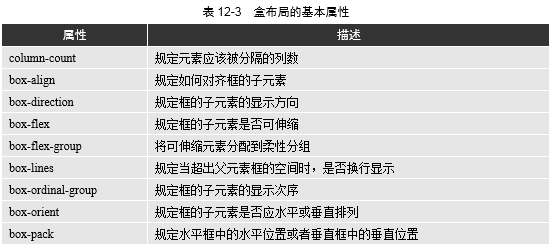 表 12-3 盒布局的基本属性
属性 描述
column-count 规定元素应该被分隔的列数
box-align 规定如何对齐框的子元素
box-direction 规定框的子元素的显示方向
box-flex 规定框的子元素是否可伸缩
box-flex-group 将可伸缩元素分配到柔性分组
box-lines 规定当超出父元素框的空间时，是否换行显示
box-ordinal-group 规定框的子元素的显示次序
box-orient 规定框的子元素是否应水平或垂直排列
box-pack 规定水平框中的水平位置或者垂直框中的垂直位置